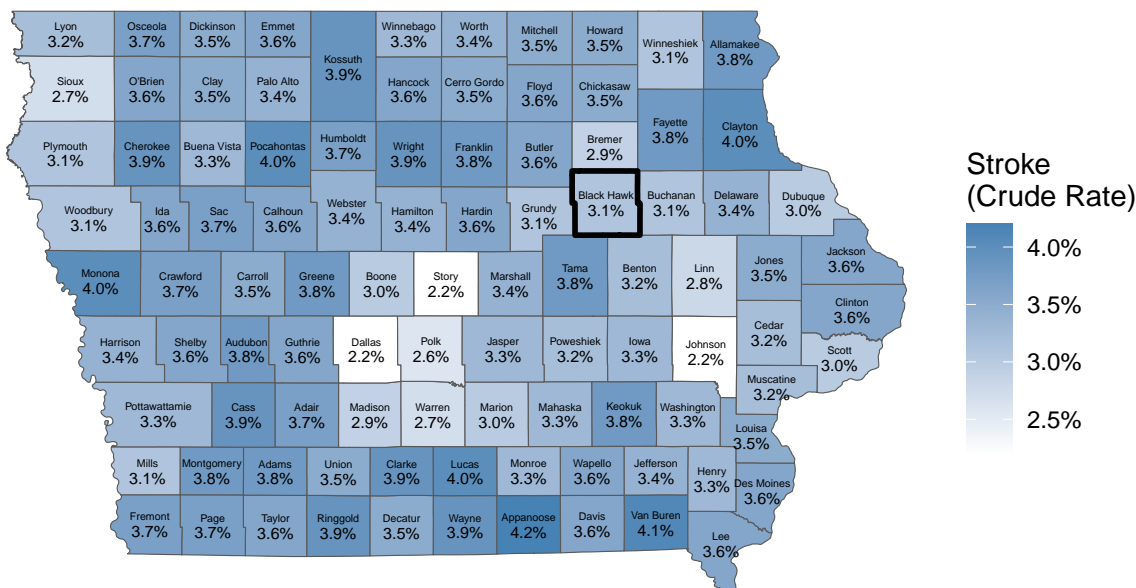 Lyon
3.2%
Osceola
3.7%
Dickinson
3.5%
Emmet
3.6%
Kossuth
3.9%
Winnebago
3.3%
Worth
3.4%
Mitchell
3.5%
Howard
3.5%
Winneshiek
3.1%
Allamakee
3.8%
Sioux
2.7%
O'Brien
3.6%
Clay
3.5%
Palo Alto
3.4%
Hancock
3.6%
Cerro Gordo
3.5%
Floyd
3.6%
Chickasaw
3.5%
Fayette
3.8%
Clayton
4.0%
Plymouth
3.1%
Cherokee
3.9%
Buena Vista
3.3%
Pocahontas
4.0%
Humboldt
3.7%
Wright
3.9%
Franklin
3.8%
Butler
3.6%
Bremer
2.9%
Woodbury
3.1%
Ida
3.6%
Sac
3.7%
Calhoun
3.6%
Webster
3.4%
Hamilton
3.4%
Hardin
3.6%
Grundy
3.1%
Black Hawk
3.1%
Buchanan
3.1%
Delaware
3.4%
Dubuque
3.0%
Monona
4.0%
Crawford
3.7%
Carroll
3.5%
Greene
3.8%
Boone
3.0%
Story
2.2%
Marshall
3.4%
Tama
3.8%
Benton
3.2%
Linn
2.8%
Jones
3.5%
Jackson
3.6%
Clinton
3.6%
Harrison
3.4%
Shelby
3.6%
Audubon
3.8%
Guthrie
3.6%
Dallas
2.2%
Polk
2.6%
Jasper
3.3%
Poweshiek
3.2%
Iowa
3.3%
Johnson
2.2%
Cedar
3.2%
Scott
3.0%
Muscatine
3.2%
Pottawattamie
3.3%
Cass
3.9%
Adair
3.7%
Madison
2.9%
Warren
2.7%
Marion
3.0%
Mahaska
3.3%
Keokuk
3.8%
Washington
3.3%
Louisa
3.5%
Mills
3.1%
Montgomery
3.8%
Adams
3.8%
Union
3.5%
Clarke
3.9%
Lucas
4.0%
Monroe
3.3%
Wapello
3.6%
Jefferson
3.4%
Henry
3.3%
Des Moines
3.6%
Fremont
3.7%
Page
3.7%
Taylor
3.6%
Ringgold
3.9%
Decatur
3.5%
Wayne
3.9%
Appanoose
4.2%
Davis
3.6%
Van Buren
4.1%
Lee
3.6%
Stroke
(Crude Rate)
4.0%
3.5%
3.0%
2.5%